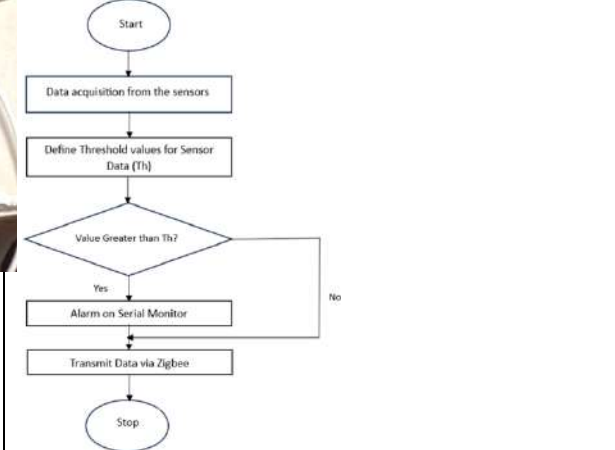 Start
Data acquisition from the sensors
Define Threshold values for Sensor
Data (Th)
Value Greater than Th?
Yes
No
Alarm on Serial Monitor
Transmit Data via Zigbee
Stop